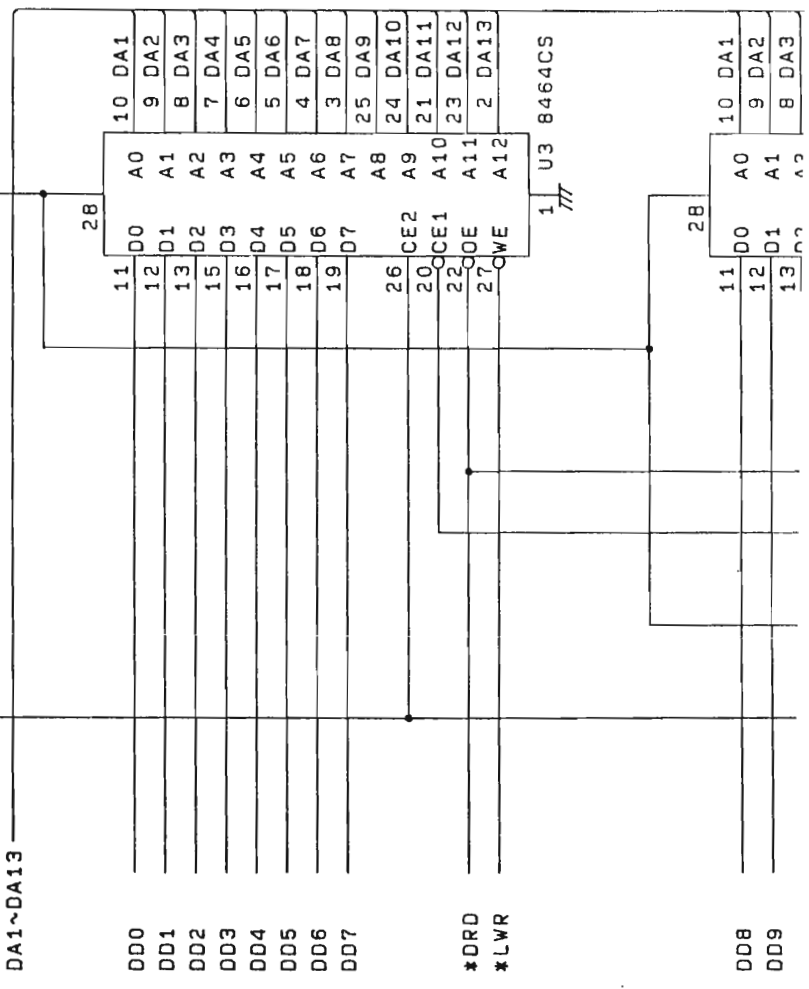 DA1~DA13
28
DD0 11 D0 A0 10 DA1
DD1 12 D1 A1 9 DA2
DD2 13 D2 A2 8 DA3
DD3 15 D3 A3 7 DA4
DD4 16 D4 A4 6 DA5
DD5 17 D5 A5 5 DA6
DD6 18 D6 A6 4 DA7
DD7 19 D7 A7 3 DA8
A8 25 DA9
26 CE2 A9 24 DA10
20 CE1 A10 21 DA11
*DRD 22 OE A11 23 DA12
*LWR 27 WE A12 2 DA13
1 U3 8464CS
28
DD8 11 D0 A0 10 DA1
DD9 12 D1 A1 9 DA2
13 8 DA3